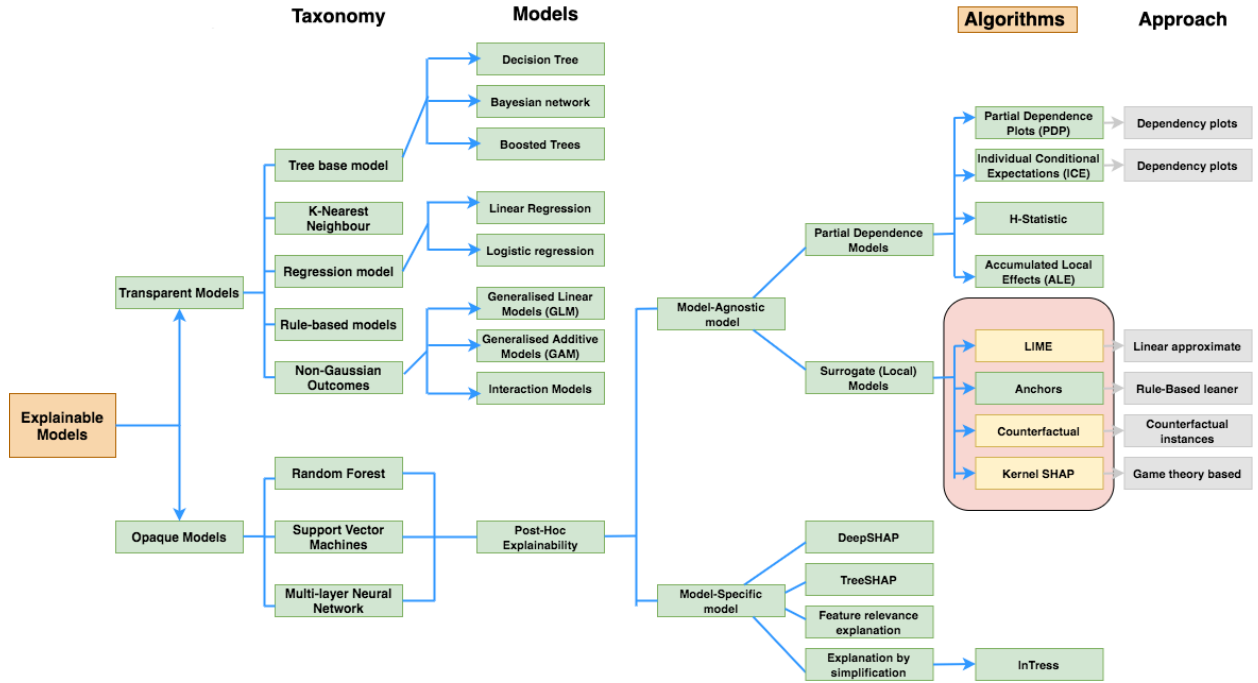 Taxonomy
Models
Algorithms
Approach
Decision Tree
Bayesian network
Boosted Trees
Tree base model
K-Nearest
Neighbour
Linear Regression
Logistic regression
Regression model
Transparent Models
Rule-based models
Generalised Linear
Models (GLM)
Generalised Additive
Models (GAM)
Interaction Models
Non-Gaussian
Outcomes
Explainable
Models
Random Forest
Opaque Models
Support Vector
Machines
Multi-layer Neural
Network
Post-Hoc
Explainability
Model-Agnostic
model
Partial Dependence
Models
Partial Dependence
Plots (PDP)
Dependency plots
Individual Conditional
Expectations (ICE)
Dependency plots
H-Statistic
Accumulated Local
Effects (ALE)
Surrogate (Local)
Models
LIME
Linear approximate
Anchors
Rule-Based leaner
Counterfactual
Counterfactual
instances
Kernel SHAP
Game theory based
Model-Specific
model
DeepSHAP
TreeSHAP
Feature relevance
explanation
Explanation by
simplification
InTress